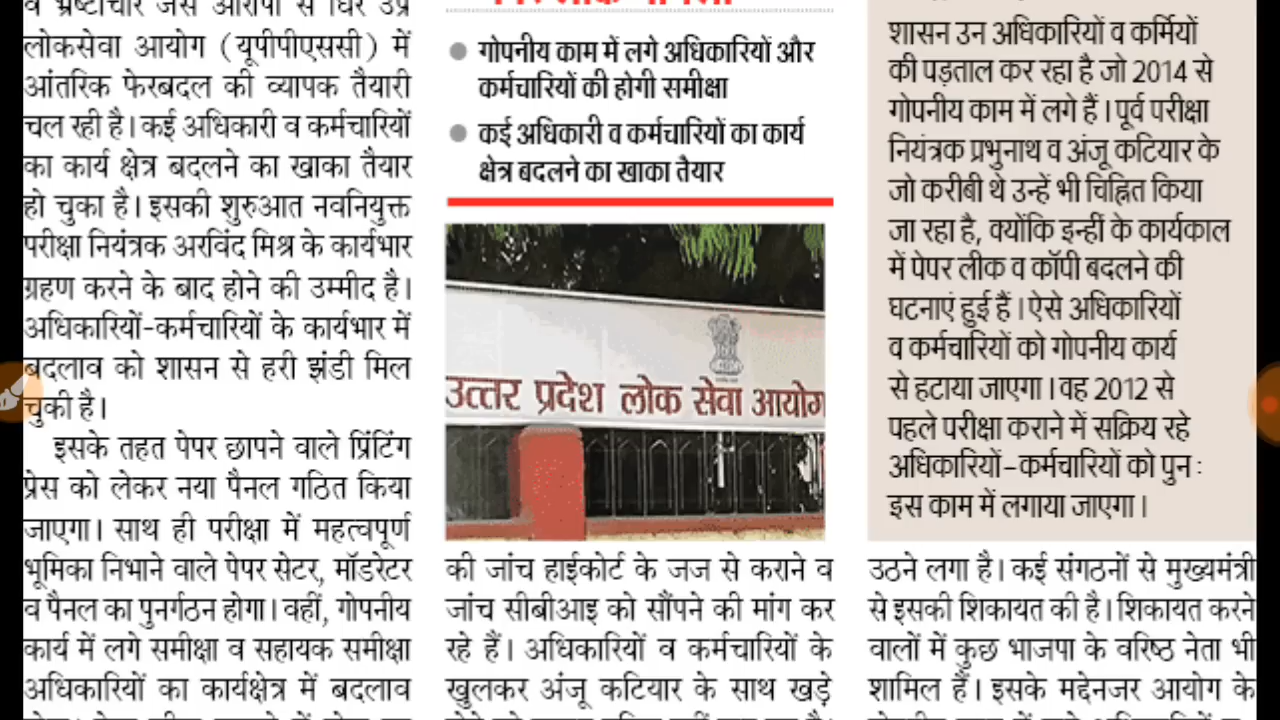 व भ्रष्टाचार जैसे आरोपों से घिरे उप्र
लोकसेवा आयोग (यूपीपीएससी) में
आंतरिक फेरबदल की व्यापक तैयारी
चल रही है। कई अधिकारी व कर्मचारियों
का कार्य क्षेत्र बदलने का खाका तैयार
हो चुका है। इसकी शुरुआत नवनियुक्त
परीक्षा नियंत्रक अरविंद मिश्र के कार्यभार
ग्रहण करने के बाद होने की उम्मीद है।
अधिकारियों-कर्मचारियों के कार्यभार में
बदलाव को शासन से हरी झंडी मिल
चुकी है।
इसके तहत पेपर छापने वाले प्रिंटिंग
प्रेस को लेकर नया पैनल गठित किया
जाएगा। साथ ही परीक्षा में महत्वपूर्ण
भूमिका निभाने वाले पेपर सेटर, मॉडरेटर
व पैनल का पुनर्गठन होगा। वहीं, गोपनीय
कार्य में लगे समीक्षा व सहायक समीक्षा
अधिकारियों का कार्यक्षेत्र में बदलाव
गोपनीय काम में लगे अधिकारियों और
कर्मचारियों की होगी समीक्षा
कई अधिकारी व कर्मचारियों का कार्य
क्षेत्र बदलने का खाका तैयार
उत्तर प्रदेश लोक सेवा आयोग
की जांच हाईकोर्ट के जज से कराने व
जांच सीबीआइ को सौंपने की मांग कर
रहे हैं। अधिकारियों व कर्मचारियों के
खुलकर अंजू कटियार के साथ खड़े
शासन उन अधिकारियों व कर्मियों
की पड़ताल कर रहा है जो 2014 से
गोपनीय काम में लगे हैं। पूर्व परीक्षा
नियंत्रक प्रभुनाथ व अंजू कटियार के
जो करीबी थे उन्हें भी चिह्नित किया
जा रहा है, क्योंकि इन्हीं के कार्यकाल
में पेपर लीक व कॉपी बदलने की
घटनाएं हुई हैं। ऐसे अधिकारियों
व कर्मचारियों को गोपनीय कार्य
से हटाया जाएगा। वह 2012 से
पहले परीक्षा कराने में सक्रिय रहे
अधिकारियों-कर्मचारियों को पुन:
इस काम में लगाया जाएगा।
उठने लगा है। कई संगठनों से मुख्यमंत्री
से इसकी शिकायत की है। शिकायत करने
वालों में कुछ भाजपा के वरिष्ठ नेता भी
शामिल हैं। इसके मद्देनजर आयोग के